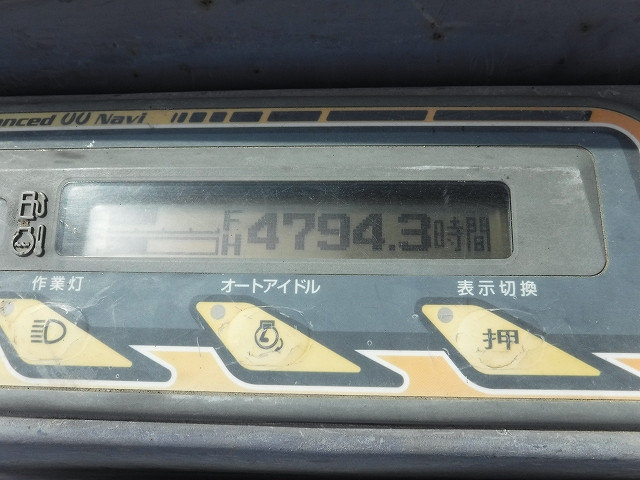 anced UU Navi
F
H 4794.3時間
作業灯 オートアイドル 表示切換
押